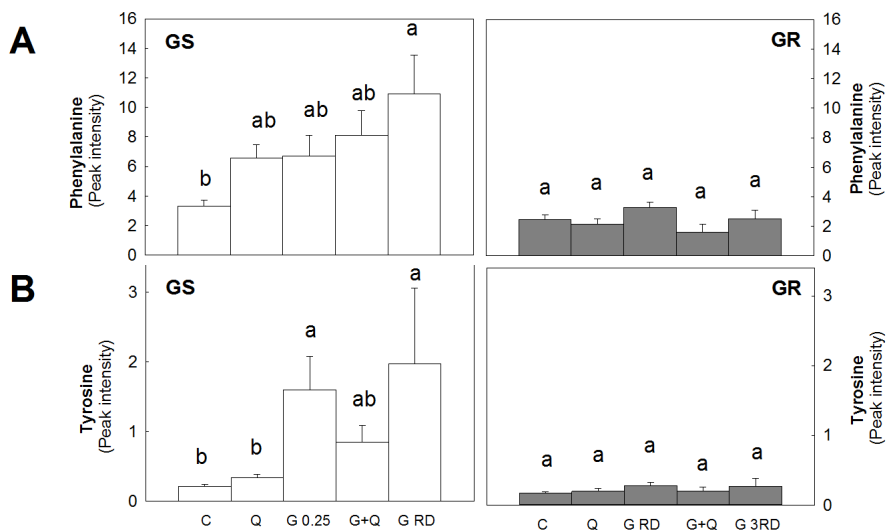 A
GS
GR
Phenylalanine
(Peak intensity)
16
14
12
10
8
6
4
2
0
b
ab
ab
ab
a
a
a
a
a
a
16
14
12
10
8
6
4
2
0
Phenylalanine
(Peak intensity)
B
GS
GR
Tyrosine
(Peak intensity)
3
2
1
0
b
b
a
ab
a
a
a
a
a
a
3
2
1
0
Tyrosine
(Peak intensity)
C Q G 0.25 G+Q G RD
C Q G RD G+Q G 3RD